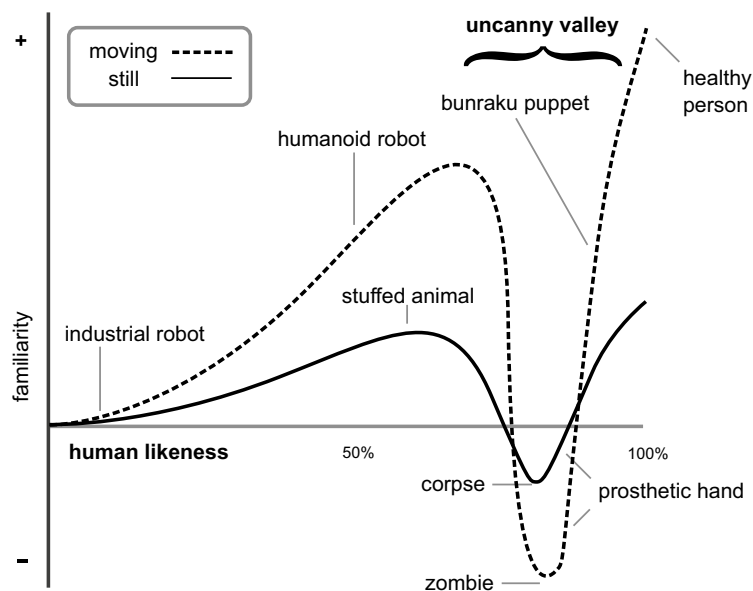 +
uncanny valley
moving
still
healthy
person
bunraku puppet
humanoid robot
stuffed animal
industrial robot
familiarity
human likeness
50%
100%
corpse
prosthetic hand
–
zombie